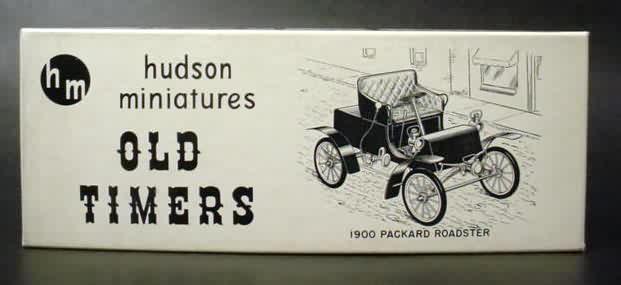 hm
hudson
miniatures
OLD
TIMERS
1900 PACKARD ROADSTER